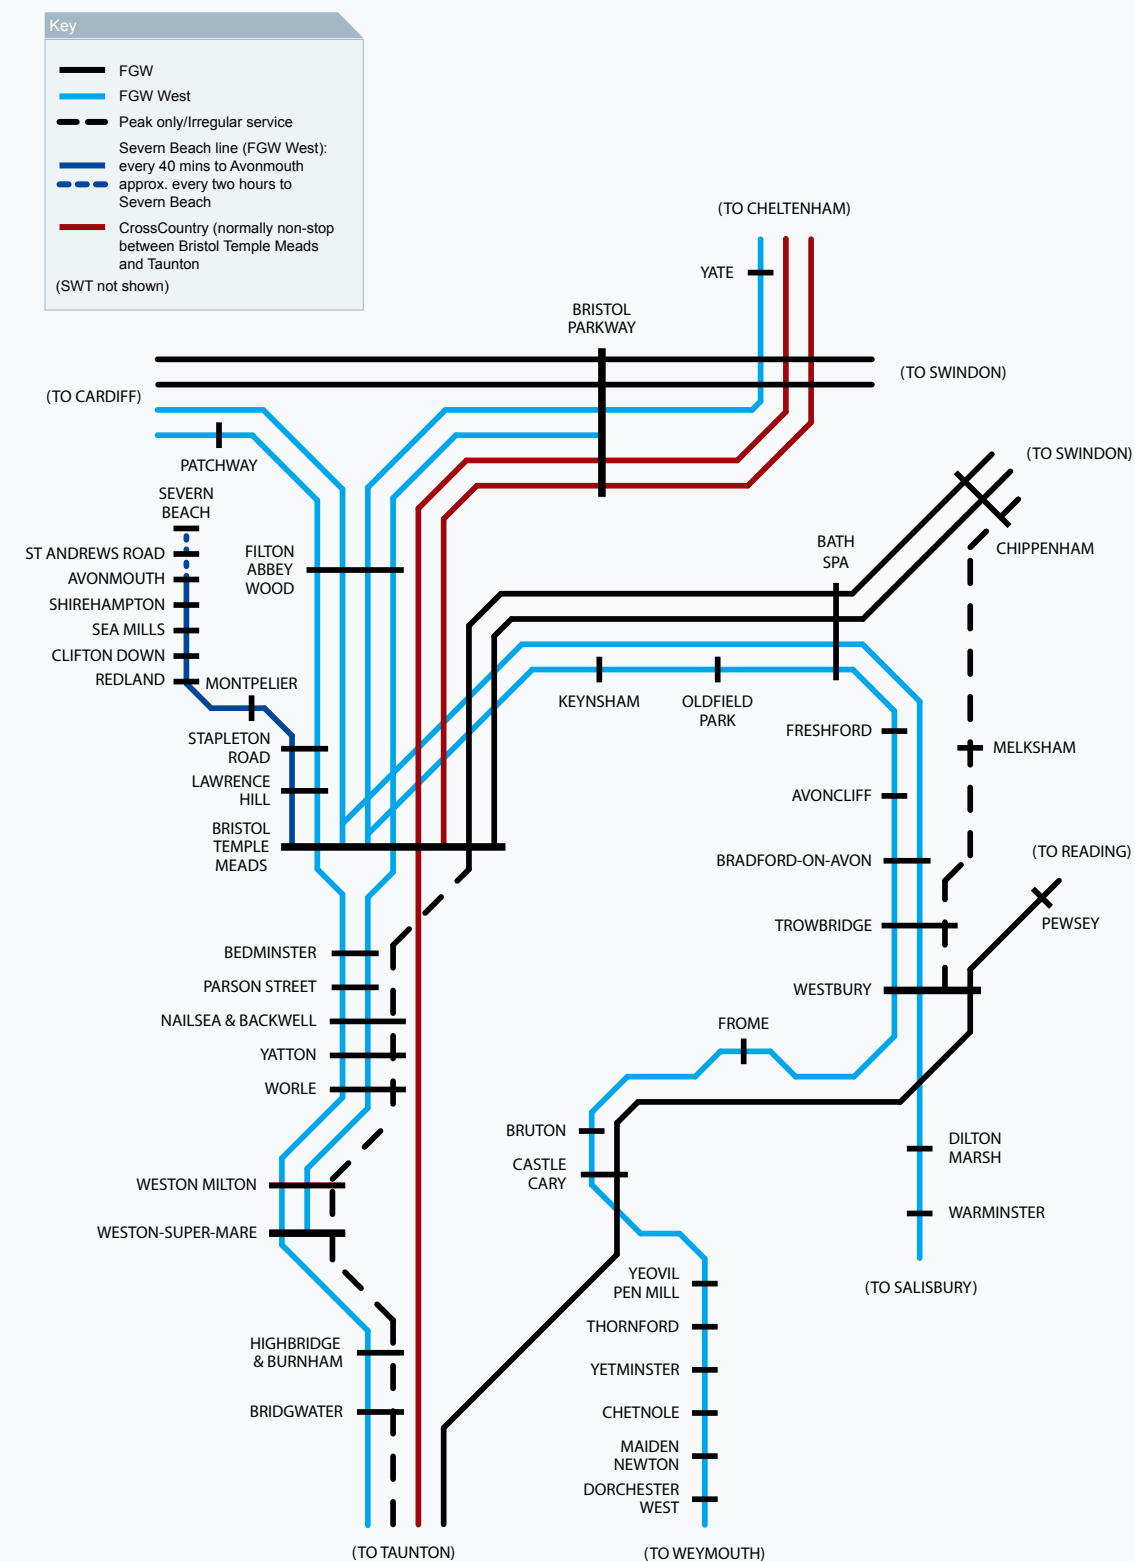 Key
FGW
FGW West
Peak only/Irregular service
Severn Beach line (FGW West):
every 40 mins to Avonmouth
approx. every two hours to
Severn Beach
CrossCountry (normally non-stop
between Bristol Temple Meads
and Taunton
(SWT not shown)
(TO CHELTENHAM)
YATE
BRISTOL
PARKWAY
(TO SWINDON)
(TO CARDIFF)
PATCHWAY
(TO SWINDON)
SEVERN
BEACH
ST ANDREWS ROAD
AVONMOUTH
SHIREHAMPTON
SEA MILLS
CLIFTON DOWN
REDLAND
MONTPELIER
FILTON
ABBEY
WOOD
BATH
SPA
CHIPPENHAM
KEYNSHAM
OLDFIELD
PARK
STAPLETON
ROAD
LAWRENCE
HILL
BRISTOL
TEMPLE
MEADS
FRESHFORD
MELKSHAM
AVONCLIFF
BRADFORD-ON-AVON
(TO READING)
TROWBRIDGE
PEWSEY
WESTBURY
BEDMINSTER
PARSON STREET
NAILSEA & BACKWELL
YATTON
WORLE
FROME
BRUTON
CASTLE
CARY
DILTON
MARSH
WARMINSTER
WESTON MILTON
WESTON-SUPER-MARE
(TO SALISBURY)
YEOVIL
PEN MILL
THORNFORD
YETMINSTER
CHETNOLE
MAIDEN
NEWTON
DORCHESTER
WEST
HIGHBRIDGE
& BURNHAM
BRIDGWATER
(TO TAUNTON)
(TO WEYMOUTH)